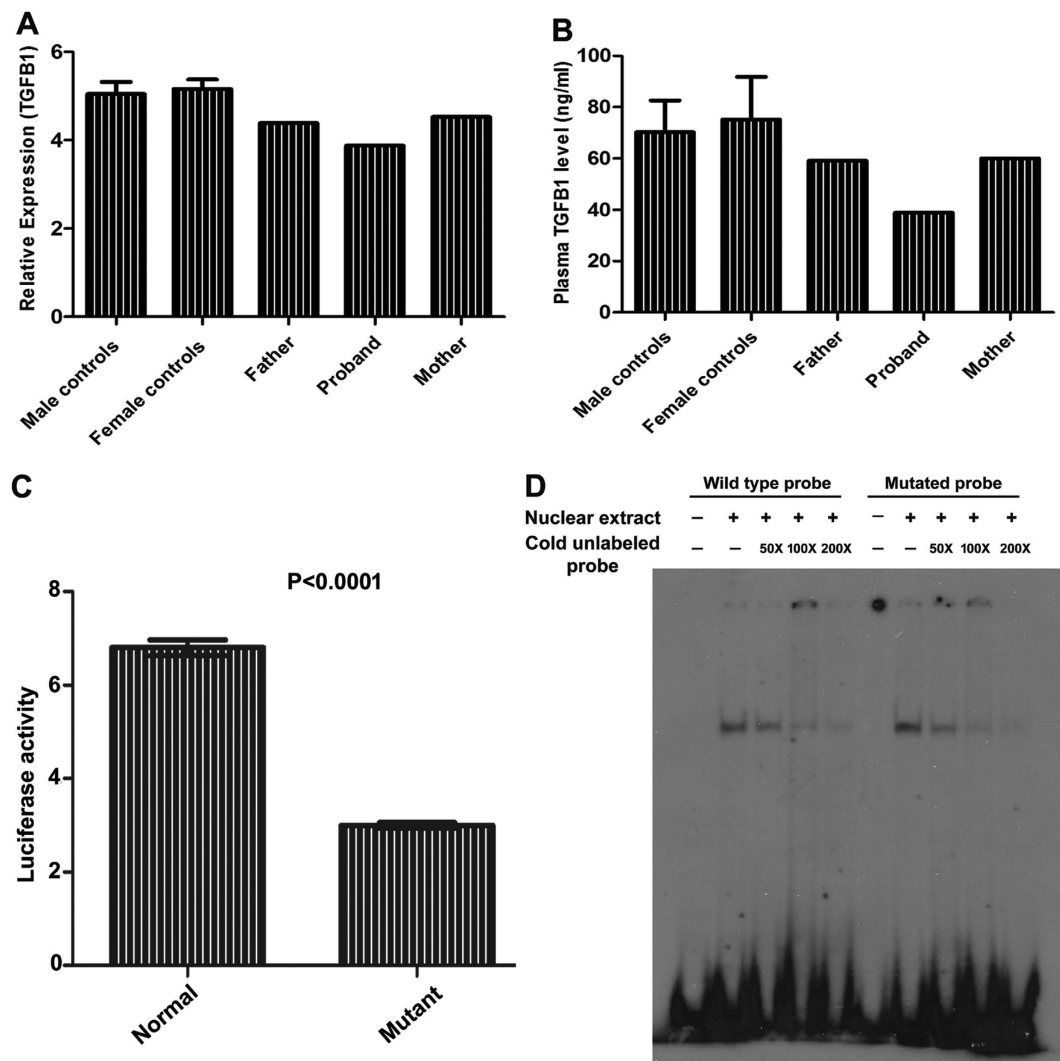 A
Relative Expression (TGFB1)
6
4
2
0
Male controls
Female controls
Father
Proband
Mother
B
Plasma TGFB1 level (ng/ml)
100
80
60
40
20
0
Male controls
Female controls
Father
Proband
Mother
C
P<0.0001
Luciferase activity
8
6
4
2
0
Normal
Mutant
D
Wild type probe Mutated probe
Nuclear extract − + + + + − + + + +
Cold unlabeled − − 50X 100X 200X − − 50X 100X 200X
probe